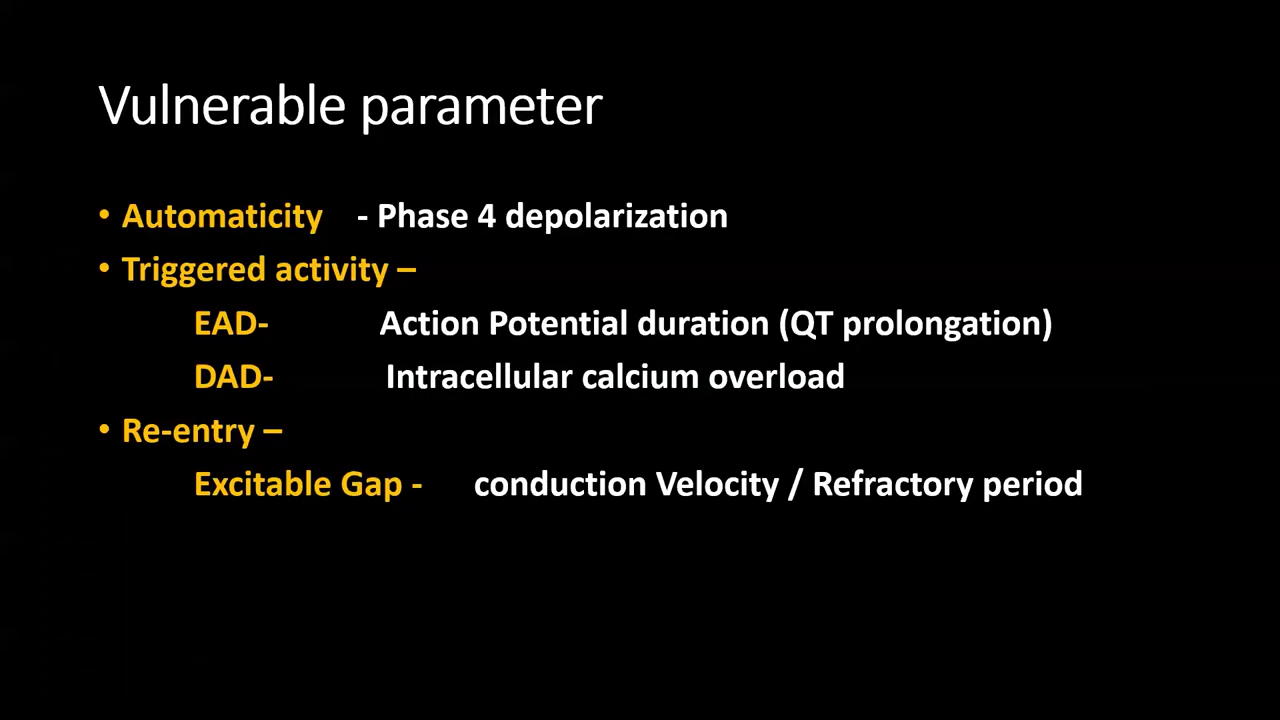 Vulnerable parameter
• Automaticity - Phase 4 depolarization
• Triggered activity –
EAD- Action Potential duration (QT prolongation)
DAD- Intracellular calcium overload
• Re-entry –
Excitable Gap - conduction Velocity / Refractory period